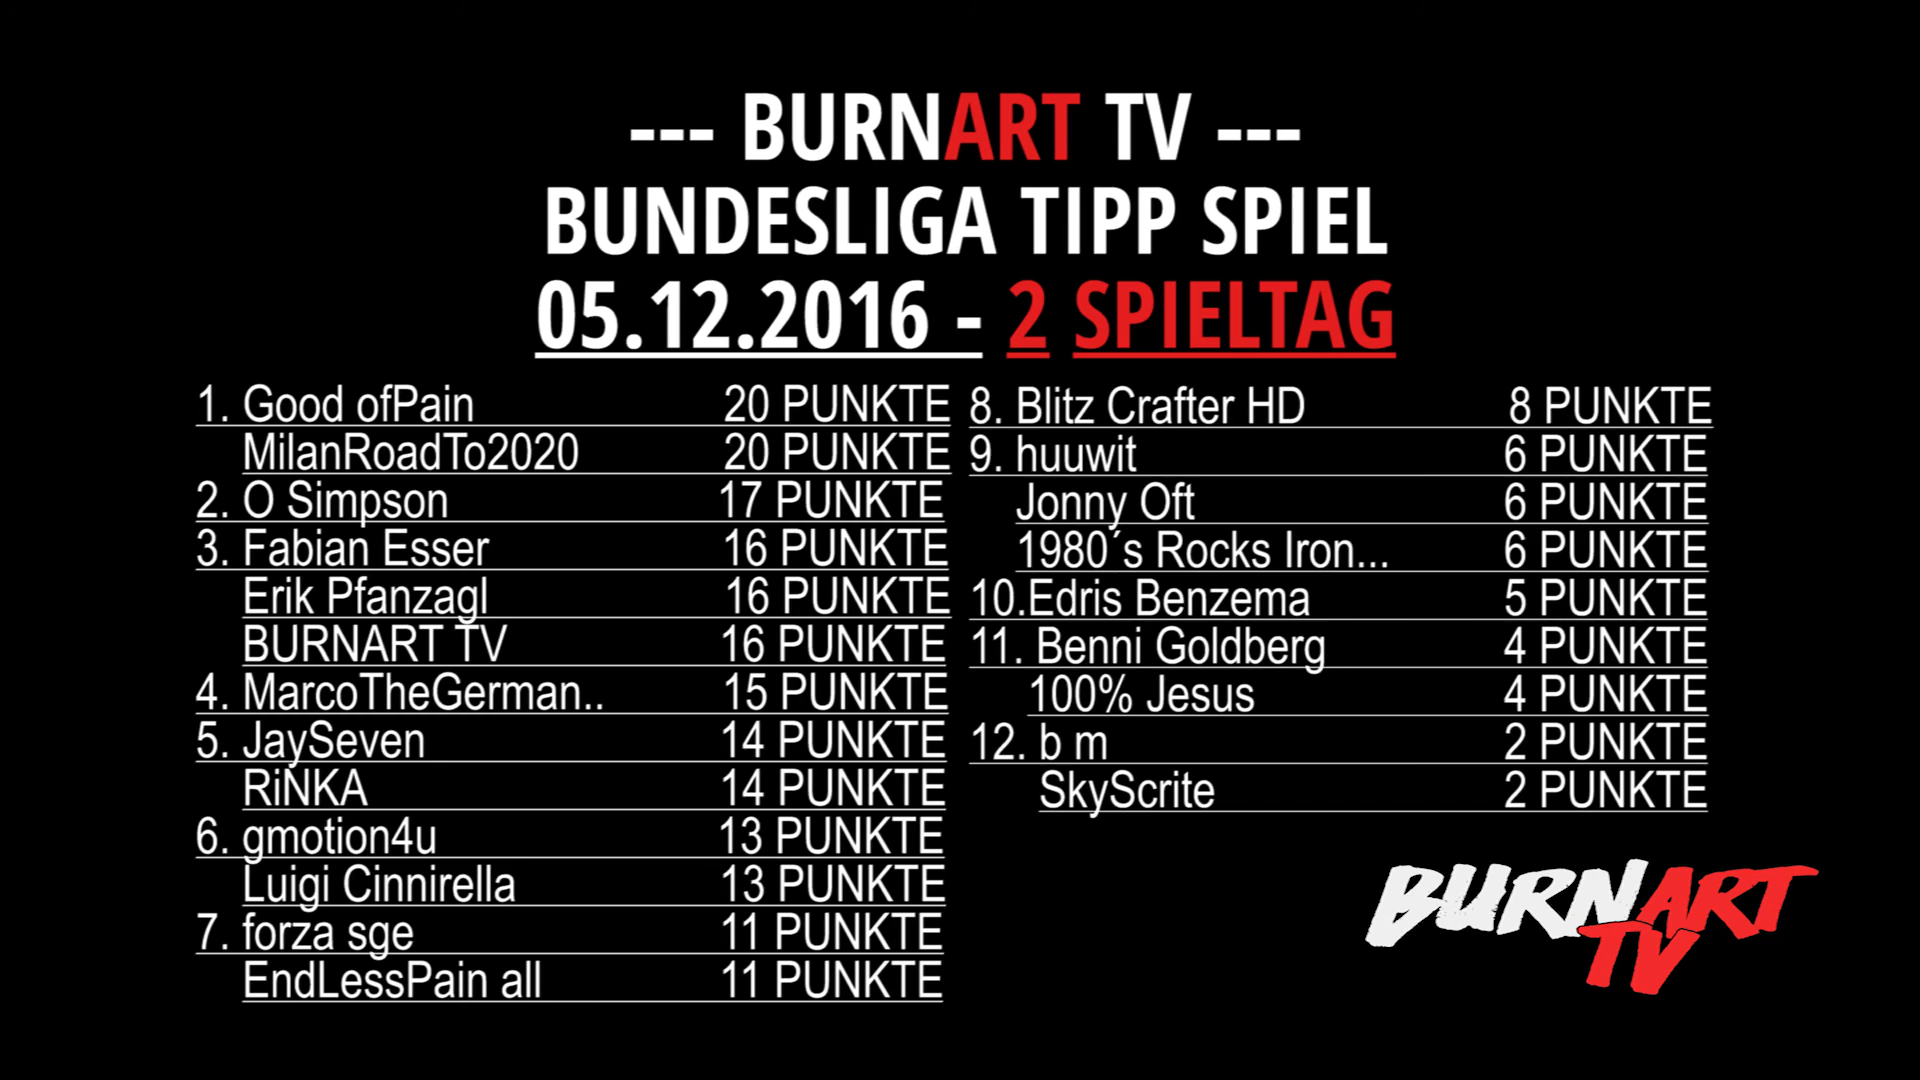 --- BURNART TV ---
BUNDESLIGA TIPP SPIEL
05.12.2016 - 2 SPIELTAG
1. Good ofPain 20 PUNKTE
MilanRoadTo2020 20 PUNKTE
2. O Simpson 17 PUNKTE
3. Fabian Esser 16 PUNKTE
Erik Pfanzagl 16 PUNKTE
BURNART TV 16 PUNKTE
4. MarcoTheGerman.. 15 PUNKTE
5. JaySeven 14 PUNKTE
RiNKA 14 PUNKTE
6. gmotion4u 13 PUNKTE
Luigi Cinnirella 13 PUNKTE
7. forza sge 11 PUNKTE
EndLessPain all 11 PUNKTE
8. Blitz Crafter HD 8 PUNKTE
9. huuwit 6 PUNKTE
Jonny Oft 6 PUNKTE
1980´s Rocks Iron... 6 PUNKTE
10.Edris Benzema 5 PUNKTE
11. Benni Goldberg 4 PUNKTE
100% Jesus 4 PUNKTE
12. b m 2 PUNKTE
SkyScrite 2 PUNKTE
BURNART
TV